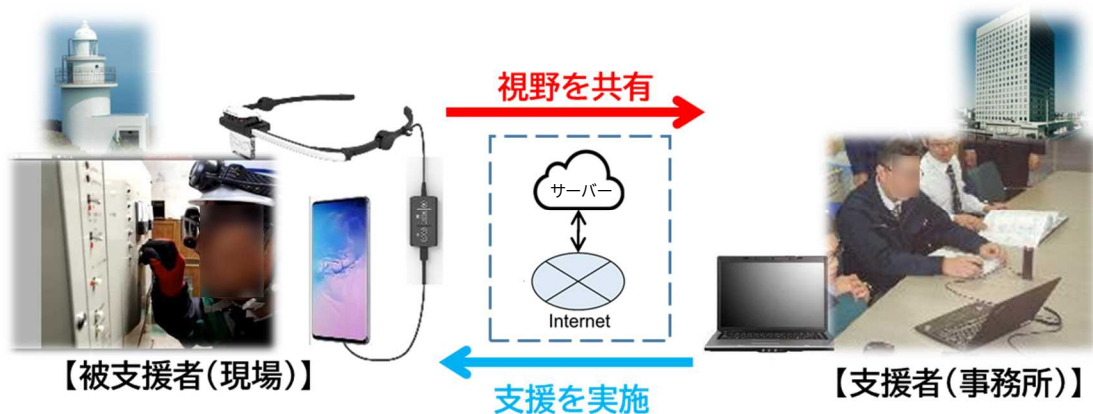 視野を共有
サーバー
Internet
【被支援者(現場)】
支援を実施
【支援者(事務所)】